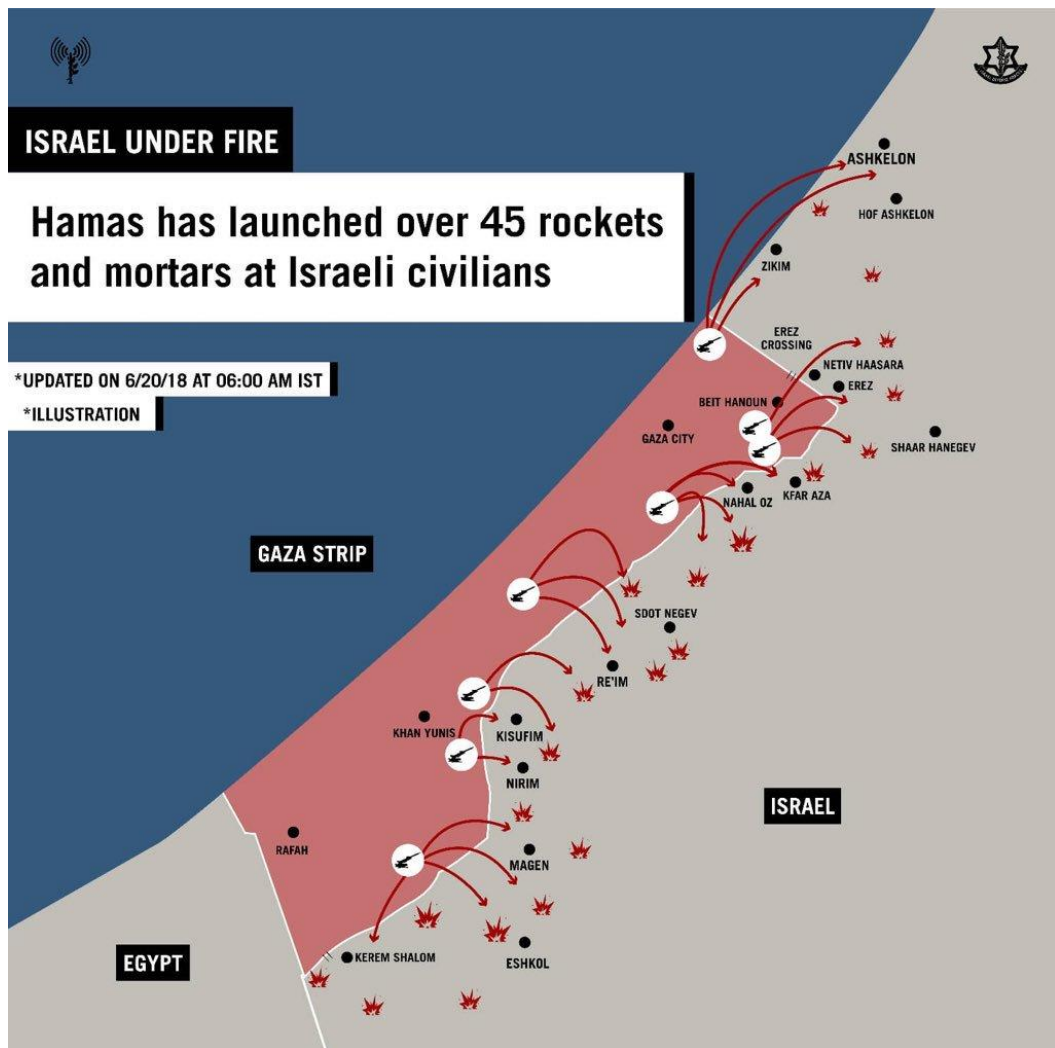 ISRAEL UNDER FIRE
Hamas has launched over 45 rockets
and mortars at Israeli civilians
*UPDATED ON 6/20/18 AT 06:00 AM IST
*ILLUSTRATION
ASHKELON
HOF ASHKELON
ZIKIM
EREZ
CROSSING
NETIV HAASARA
EREZ
BEIT HANOUN
GAZA CITY
SHAAR HANEGEV
KFAR AZA
NAHAL OZ
GAZA STRIP
SDOT NEGEV
RE'IM
KHAN YUNIS
KISUFIM
NIRIM
ISRAEL
RAFAH
MAGEN
KEREM SHALOM
ESHKOL
EGYPT